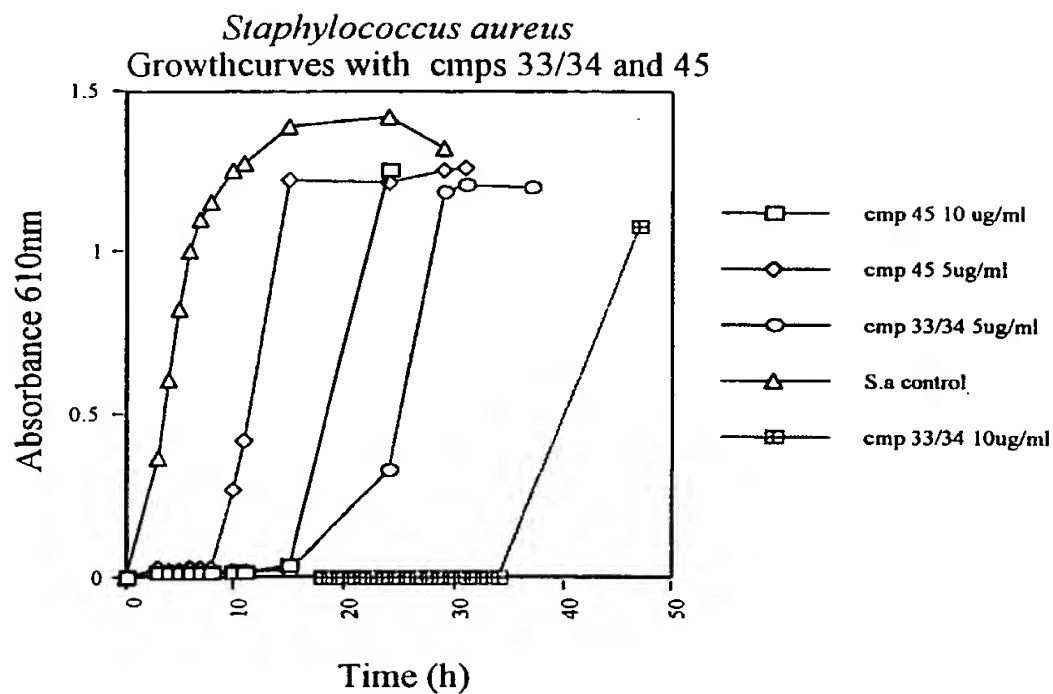 Staphylococcus aureus
Growthcurves with cmps 33/34 and 45
1.5
1
0.5
0
Absorbance 610nm
0
10
20
30
40
50
Time (h)
cmp 45 10 ug/ml
cmp 45 5ug/ml
cmp 33/34 5ug/ml
S.a control
cmp 33/34 10ug/ml